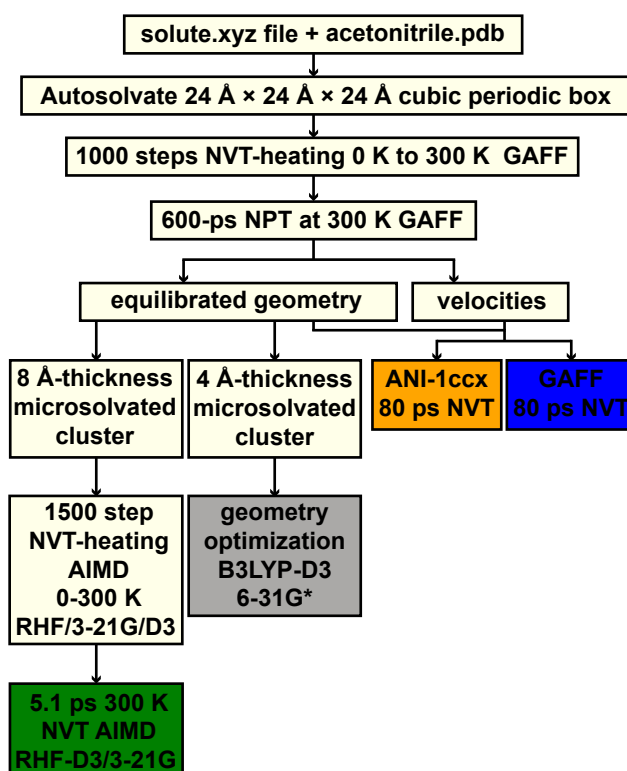 solute.xyz file + acetonitrile.pdb
Autosolvate 24 Å × 24 Å × 24 Å cubic periodic box
1000 steps NVT-heating 0 K to 300 K GAFF
600-ps NPT at 300 K GAFF
equilibrated geometry
velocities
8 Å-thickness
microsolvated
cluster
4 Å-thickness
microsolvated
cluster
ANI-1ccx
80 ps NVT
GAFF
80 ps NVT
1500 step
NVT-heating
AIMD
0-300 K
RHF/3-21G/D3
geometry
optimization
B3LYP-D3
6-31G*
5.1 ps 300 K
NVT AIMD
RHF-D3/3-21G